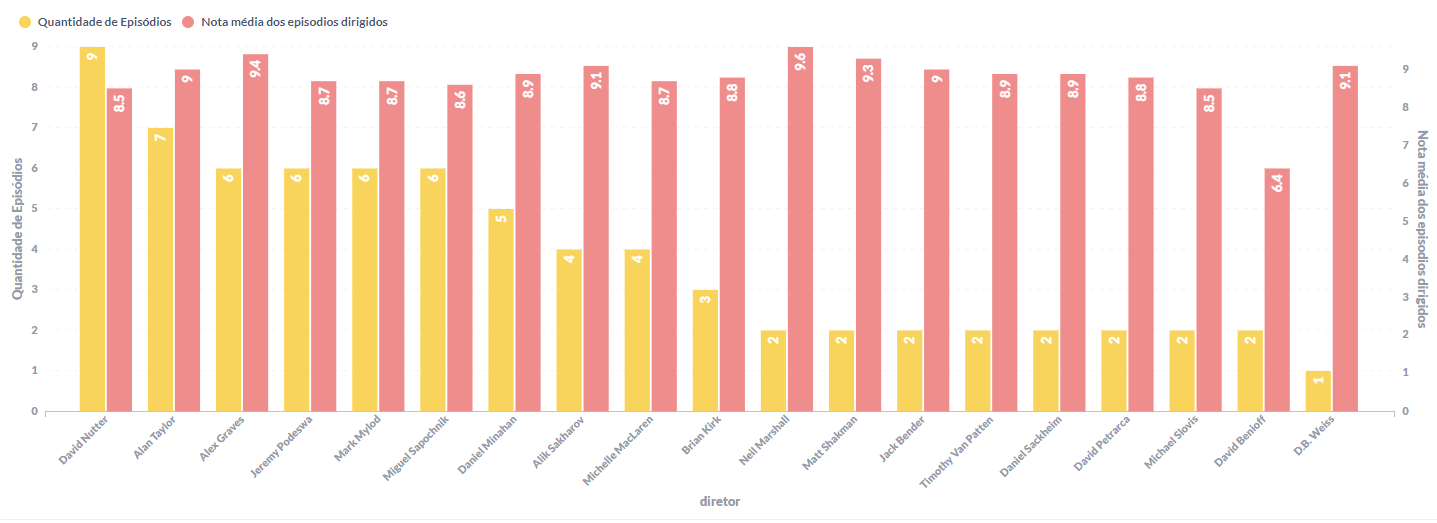 Quantidade de Episódios Nota média dos episodios dirigidos
Quantidade de Episódios
9
8
7
6
5
4
3
2
1
0
9 8.5
7 9
6 9.4
6 8.7
6 8.7
6 8.6
5 8.9
4 9.1
4 8.7
3 8.8
2 9.6
2 9.3
2 9
2 8.9
2 8.9
2 8.8
2 8.5
2 6.4
1 9.1
9
8
7
6
5
4
3
2
1
0
Nota média dos episodios dirigidos
David Nutter
Alan Taylor
Alex Graves
Jeremy Podeswa
Mark Mylod
Miguel Sapochnik
Daniel Minahan
Alik Sakharov
Michelle MacLaren
Brian Kirk
Neil Marshall
Matt Shakman
Jack Bender
Timothy Van Patten
Daniel Sackheim
David Petrarca
Michael Slovis
David Benioff
D.B. Weiss
diretor